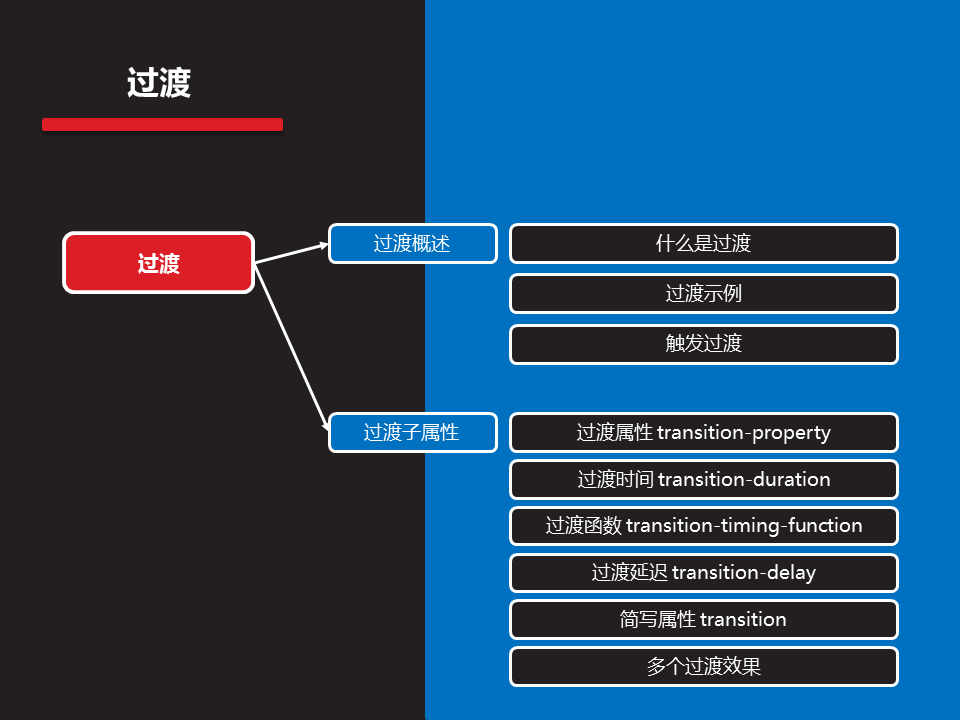 过渡
过渡
过渡概述
什么是过渡
过渡示例
触发过渡
过渡子属性
过渡属性 transition-property
过渡时间 transition-duration
过渡函数 transition-timing-function
过渡延迟 transition-delay
简写属性 transition
多个过渡效果